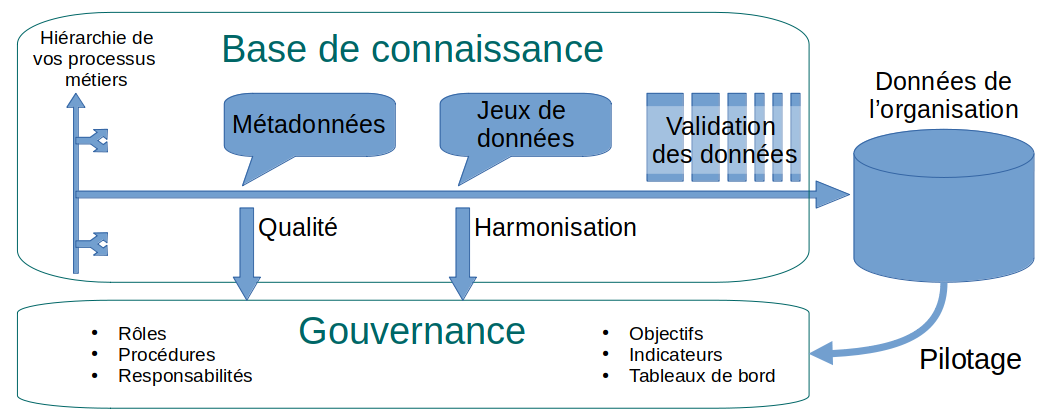 Hiérarchie de
vos processus
métiers
Base de connaissance
Métadonnées
Jeux de
données
Validation
des données
Données de
l’organisation
Qualité
Harmonisation
Gouvernance
• Rôles
• Procédures
• Responsabilités
• Objectifs
• Indicateurs
• Tableaux de bord
Pilotage